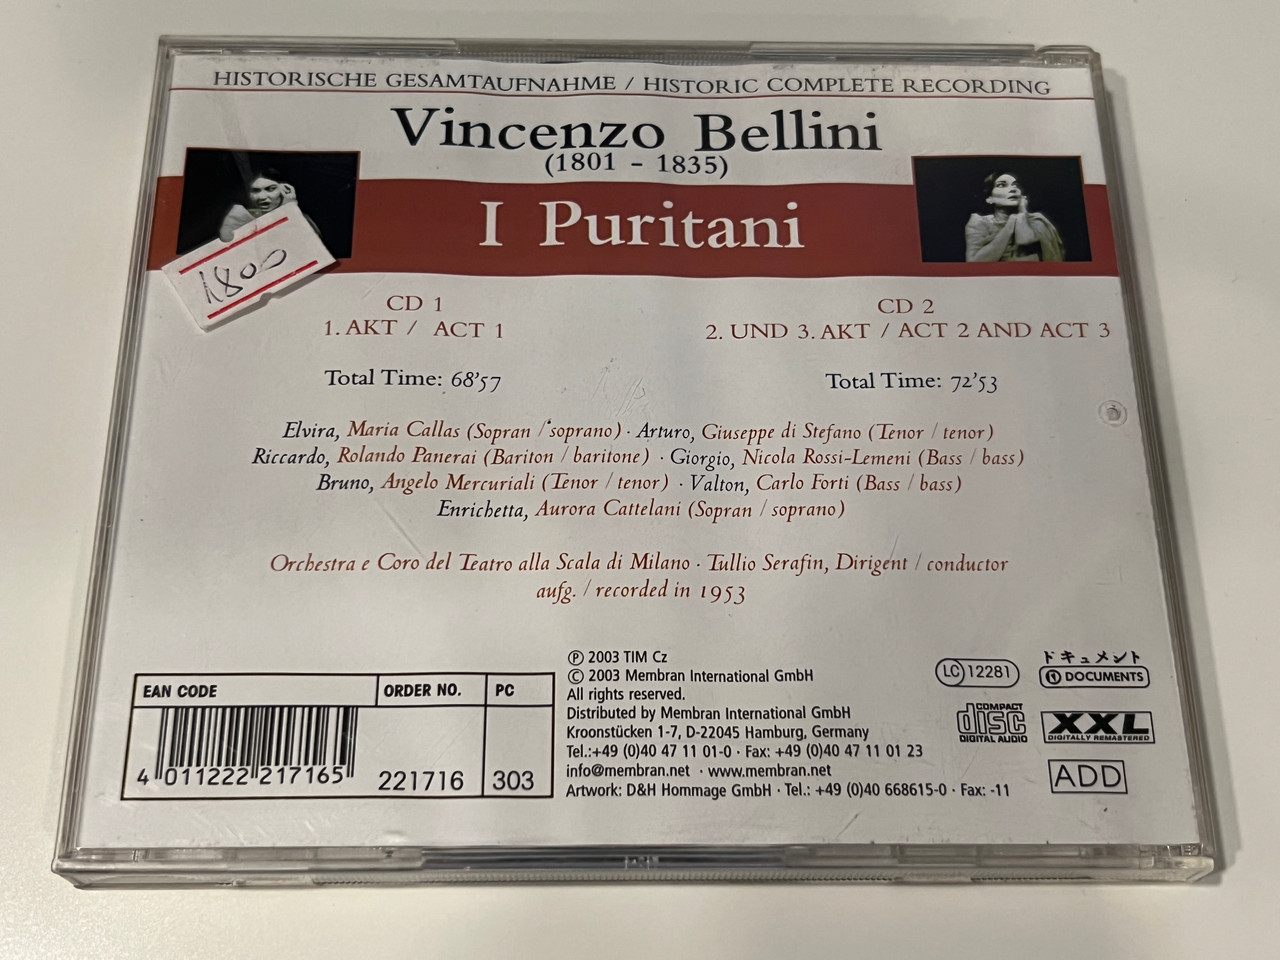 HISTORISCHE GESAMTAUFNAHME / HISTORIC COMPLETE RECORDING
Vincenzo Bellini
(1801 - 1835)
I Puritani
1800
CD 1
1. AKT / ACT 1
Total Time: 68'57
CD 2
2. UND 3. AKT / ACT 2 AND ACT 3
Total Time: 72'53
Elvira, Maria Callas (Sopran / soprano) · Arturo, Giuseppe di Stefano (Tenor / tenor)
Riccardo, Rolando Panerai (Bariton / baritone) · Giorgio, Nicola Rossi-Lemeni (Bass / bass)
Bruno, Angelo Mercuriali (Tenor / tenor) · Valton, Carlo Forti (Bass / bass)
Enrichetta, Aurora Cattelani (Sopran / soprano)
Orchestra e Coro del Teatro alla Scala di Milano · Tullio Serafin, Dirigent / conductor
aufg. / recorded in 1953
EAN CODE
4 011222 217165
ORDER NO.
221716
PC
303
℗ 2003 TIM Cz
© 2003 Membran International GmbH
All rights reserved.
Distributed by Membran International GmbH
Kroonstücken 1-7, D-22045 Hamburg, Germany
Tel.:+49 (0)40 47 11 01-0 · Fax: +49 (0)40 47 11 01 23
info@membran.net · www.membran.net
Artwork: D&H Hommage GmbH · Tel.: +49 (0)40 668615-0 · Fax: -11
LC 12281
COMPACT
disc
DIGITAL AUDIO
ドキュメント
DOCUMENTS
XXL
DIGITALLY REMASTERED
ADD